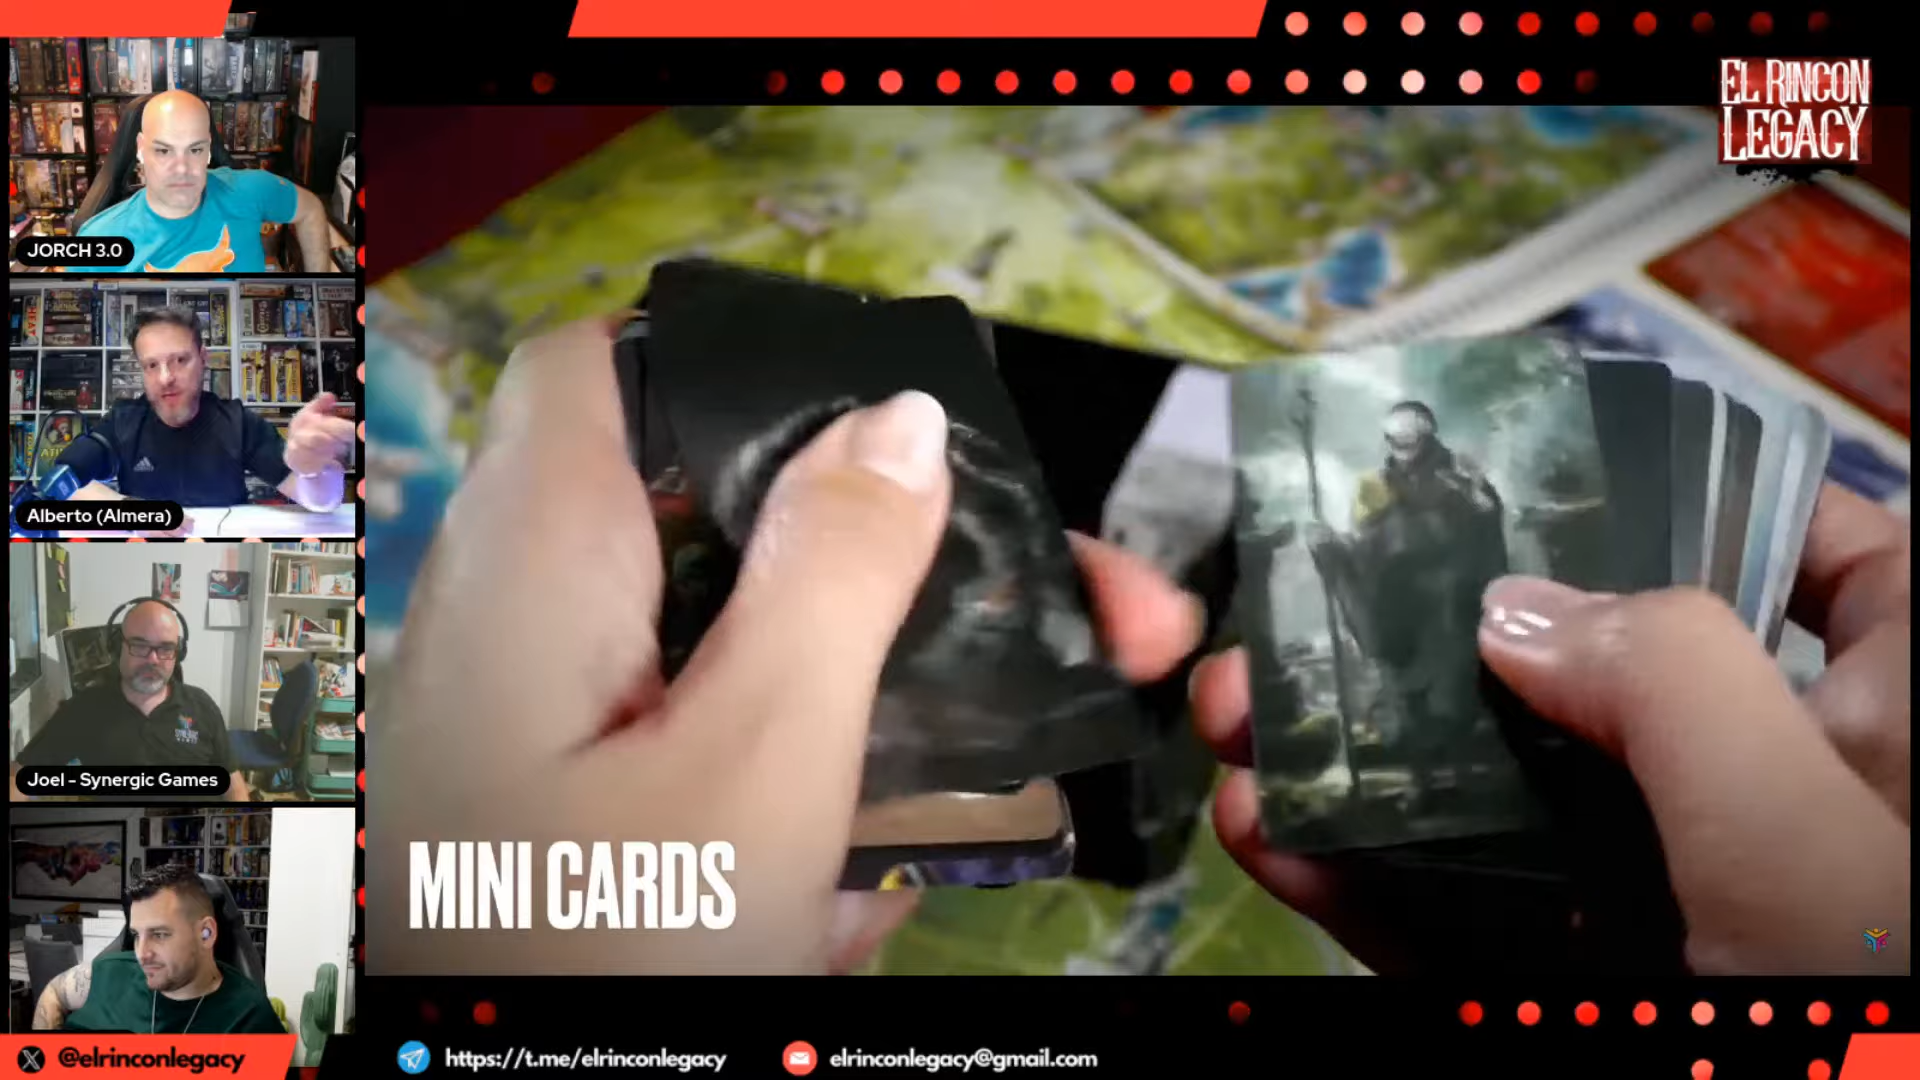 EL RINCON
LEGACY
JORCH 3.0
HEAT
Alberto (Almera)
Joel - Synergic Games
MINI CARDS
@elrinconlegacy
https://t.me/elrinconlegacy
elrinconlegacy@gmail.com